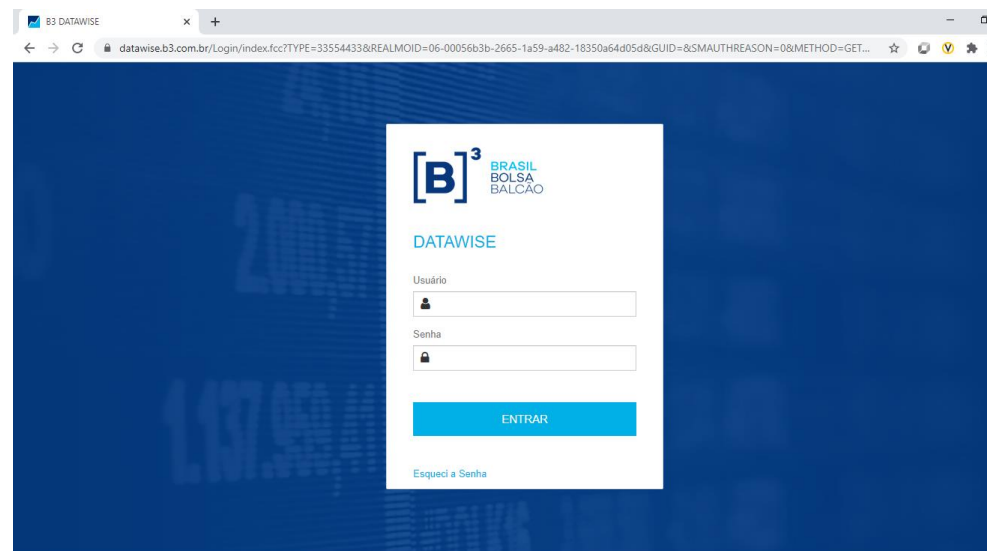 B3 DATAWISE
datawise.b3.com.br/Login/index.fcc?TYPE=33554433&REALMOID=06-00056b3b-2665-1a59-a482-18350a64d05d&GUID=&SMAUTHREASON=0&METHOD=GET...
[B]³
BRASIL
BOLSA
BALCÃO
DATAWISE
Usuário
Senha
ENTRAR
Esqueci a Senha